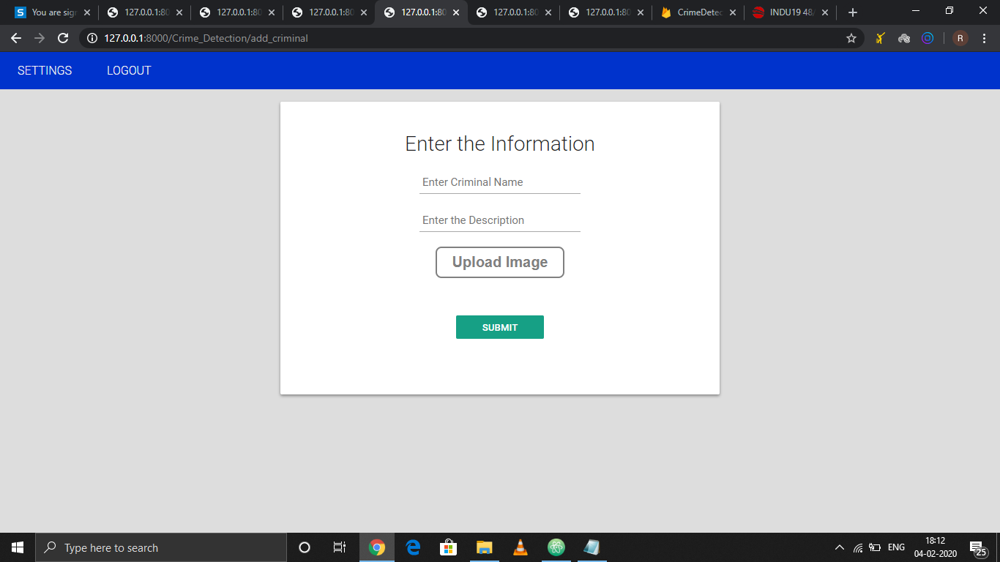 You are sig
127.0.0.1:80
127.0.0.1:80
127.0.0.1:80
127.0.0.1:80
127.0.0.1:80
127.0.0.1:80
CrimeDetec
INDU19 48/
127.0.0.1:8000/Crime_Detection/add_criminal
R
SETTINGS LOGOUT
Enter the Information
Enter Criminal Name
Enter the Description
Upload Image
SUBMIT
Type here to search
ENG
18:12
04-02-2020
25